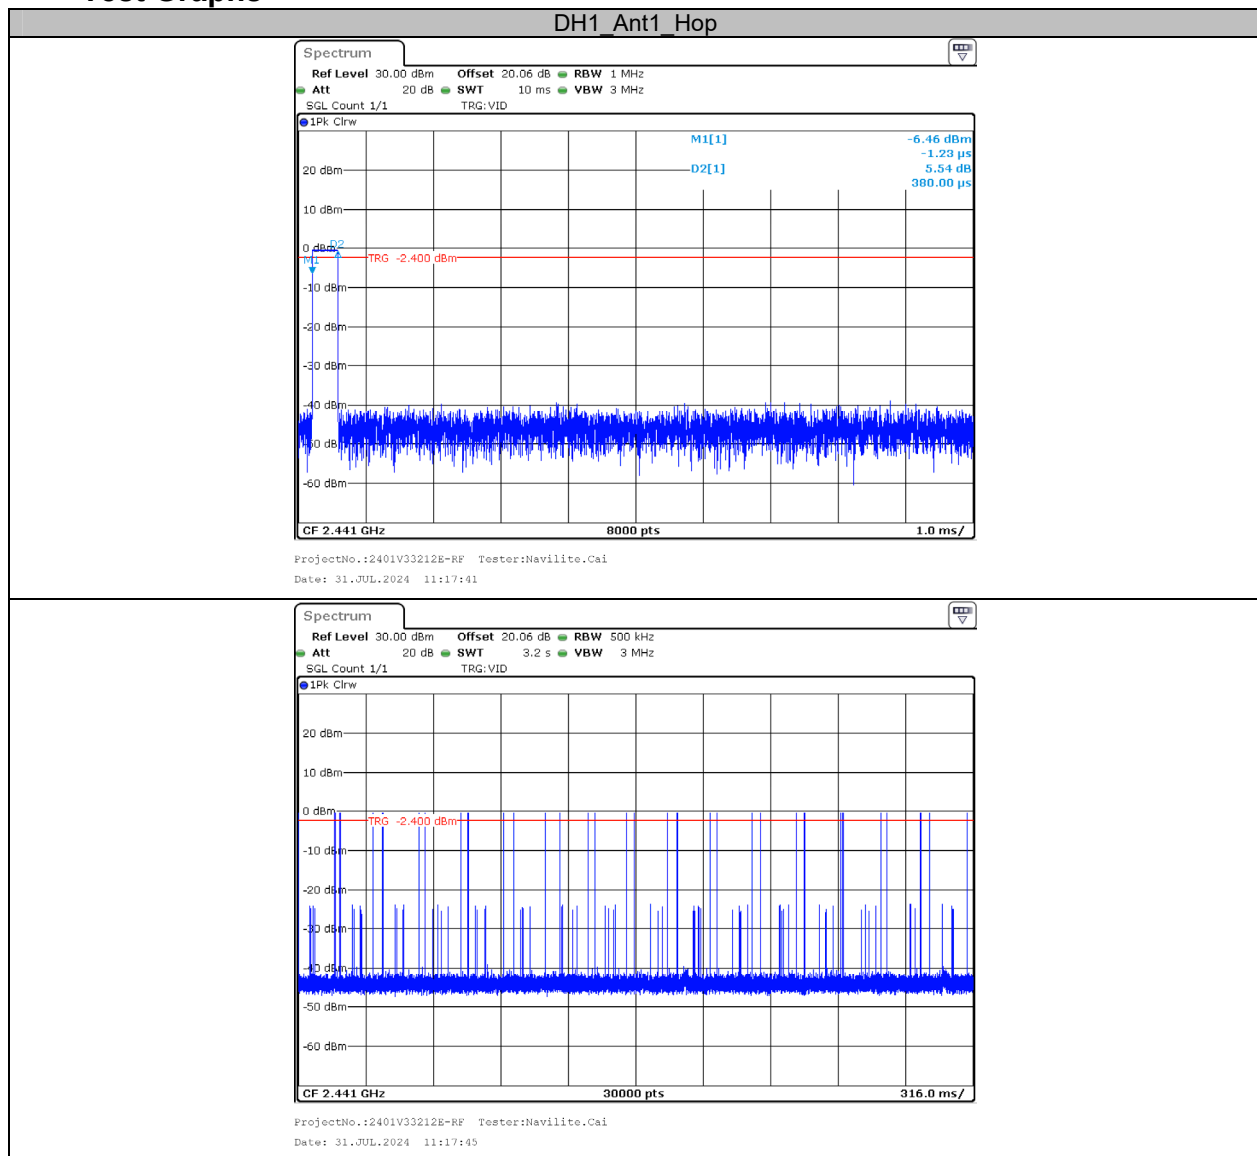 DH1_Ant1_Hop
Spectrum
Ref Level 30.00 dBm Offset 20.06 dB RBW 1 MHz
Att 20 dB SWT 10 ms VBW 3 MHz
SGL Count 1/1 TRG:VID
1Pk Clrw
M1[1] -6.46 dBm
-1.23 µs
20 dBm D2[1] 5.54 dB
380.00 µs
10 dBm
0 dBm D2
M1 TRG -2.400 dBm
-10 dBm
-20 dBm
-30 dBm
-40 dBm
-50 dBm
-60 dBm
CF 2.441 GHz 8000 pts 1.0 ms/
ProjectNo.:2401V33212E-RF Tester:Navilite.Cai
Date: 31.JUL.2024 11:17:41
Spectrum
Ref Level 30.00 dBm Offset 20.06 dB RBW 500 kHz
Att 20 dB SWT 3.2 s VBW 3 MHz
SGL Count 1/1 TRG:VID
1Pk Clrw
20 dBm
10 dBm
0 dBm
TRG -2.400 dBm
-10 dBm
-20 dBm
-30 dBm
-40 dBm
-50 dBm
-60 dBm
CF 2.441 GHz 30000 pts 316.0 ms/
ProjectNo.:2401V33212E-RF Tester:Navilite.Cai
Date: 31.JUL.2024 11:17:45